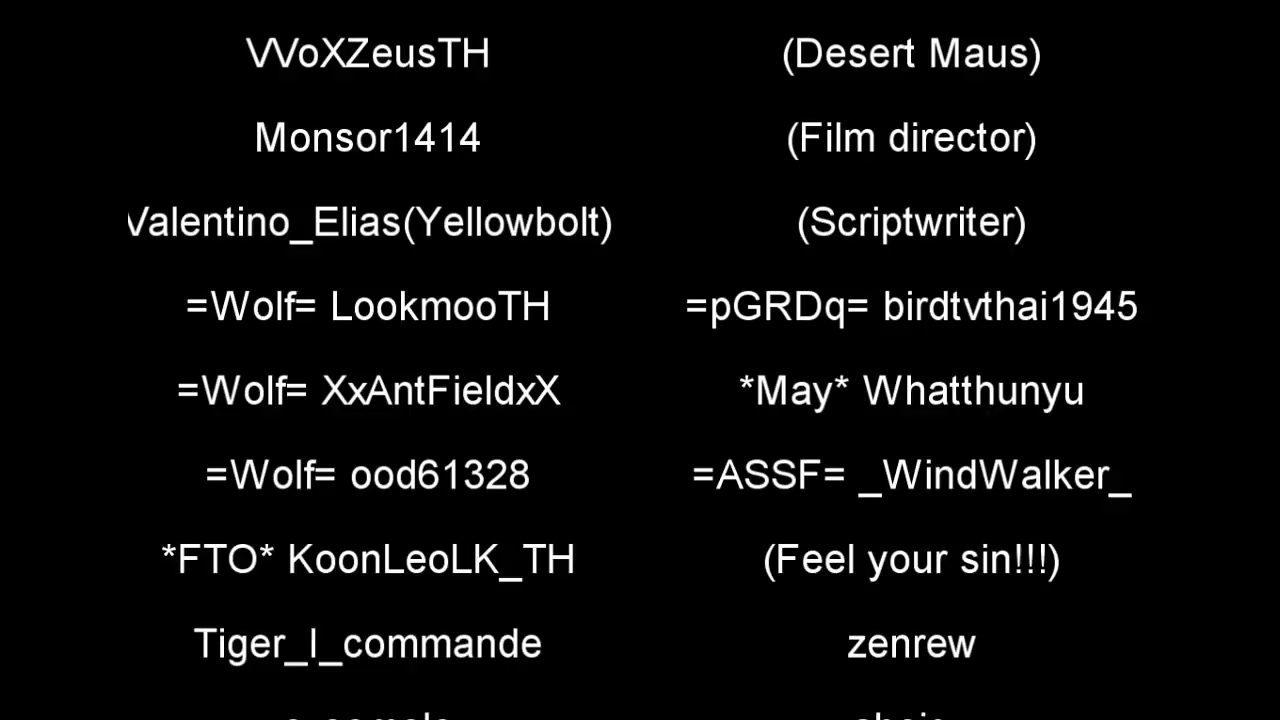 VVoXZeusTH (Desert Maus)
Monsor1414 (Film director)
Valentino_Elias(Yellowbolt) (Scriptwriter)
=Wolf= LookmooTH =pGRDq= birdtvthai1945
=Wolf= XxAntFieldxX *May* Whatthunyu
=Wolf= ood61328 =ASSF= _WindWalker_
*FTO* KoonLeoLK_TH (Feel your sin!!!)
Tiger_I_commande zenrew